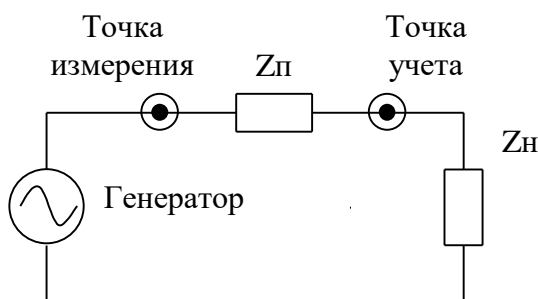 Точка
измерения
Zп
Точка
учета
Zн
Генератор